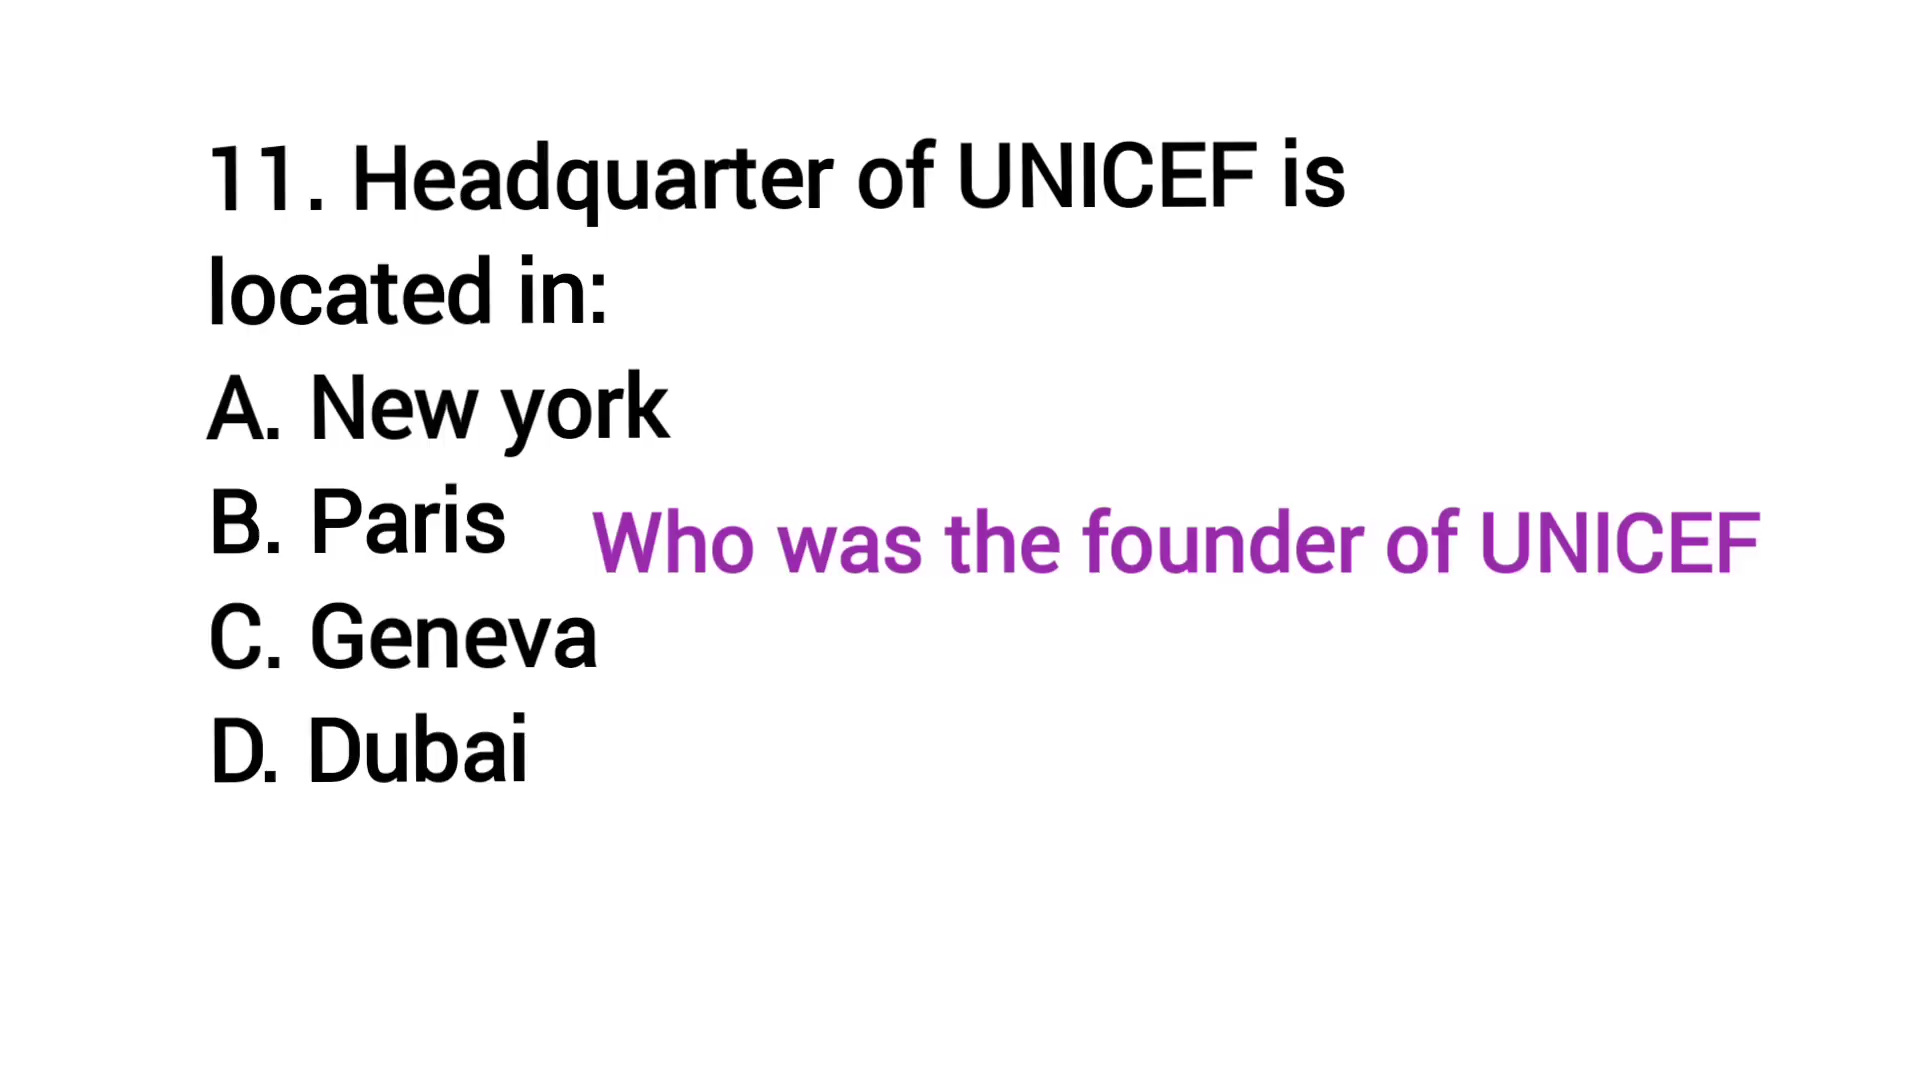 11. Headquarter of UNICEF is
located in:
A. New york
B. Paris
Who was the founder of UNICEF
C. Geneva
D. Dubai